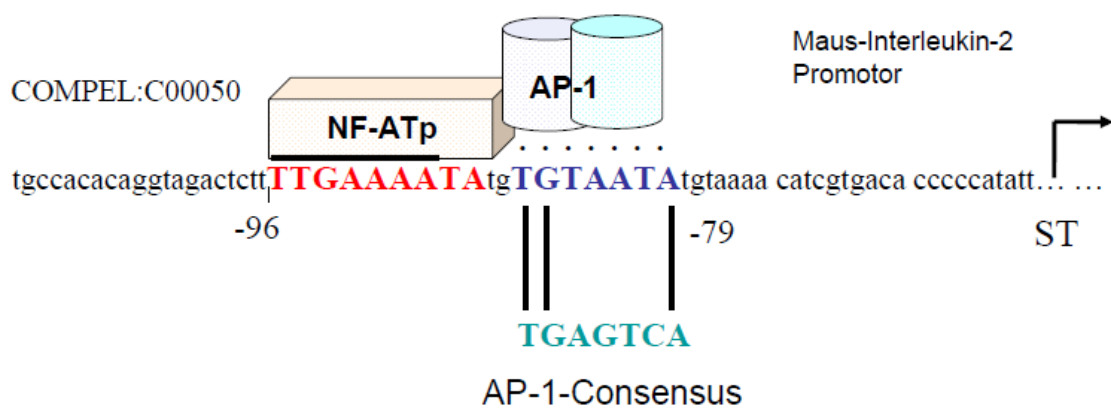 Maus-Interleukin-2
Promotor
COMPEL:C00050
AP-1
NF-ATp
tgccacacaggtagactcttTTGAAAATAtgTGTAATAtgtaaaa catcgtgaca cccccatatt... ...
-96
-79
ST
TGAGTCA
AP-1-Consensus